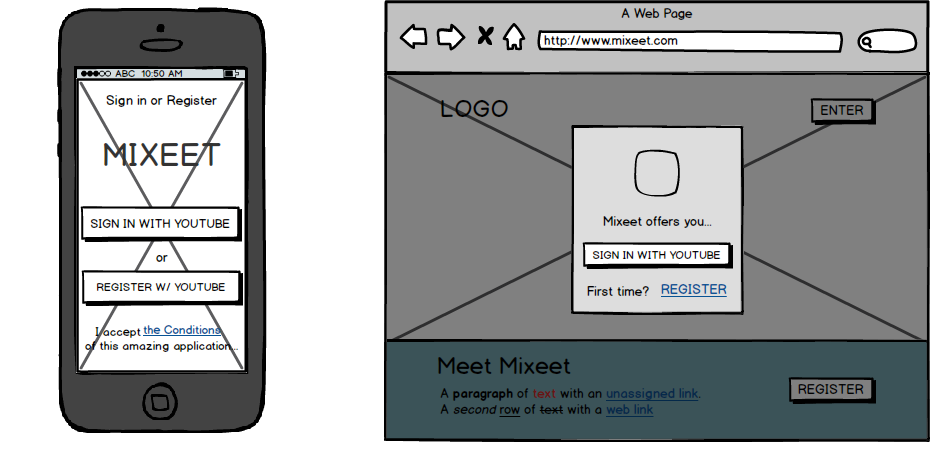 ABC 10:50 AM
Sign in or Register
MIXEET
SIGN IN WITH YOUTUBE
or
REGISTER W/ YOUTUBE
I accept the Conditions
of this amazing application...
A Web Page
http://www.mixeet.com
LOGO
ENTER
Mixeet offers you...
SIGN IN WITH YOUTUBE
First time? REGISTER
Meet Mixeet
A paragraph of text with an unassigned link.
A second row of text with a web link
REGISTER